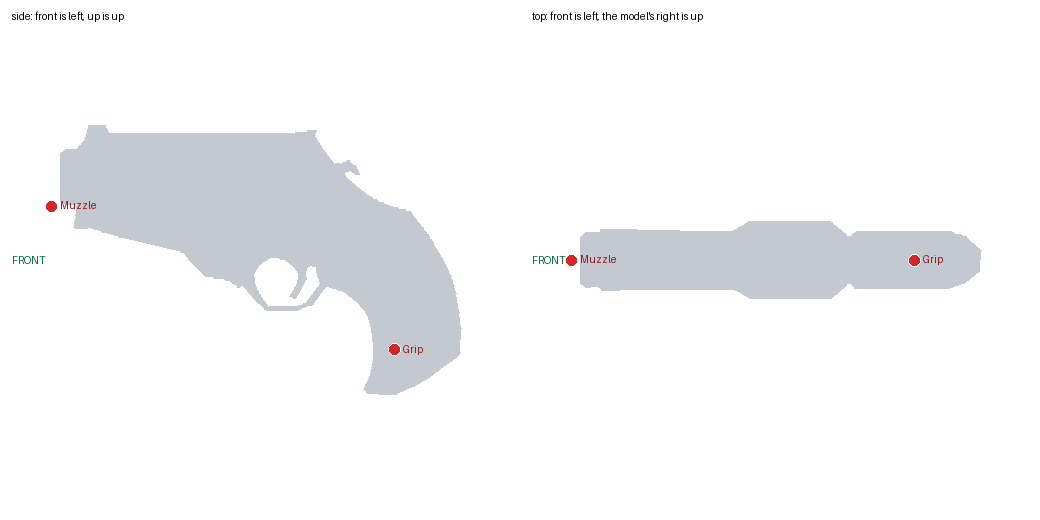 side: front is left, up is up
top: front is left, the model's right is up
Muzzle
FRONT
Grip
FRONT
Muzzle
Grip